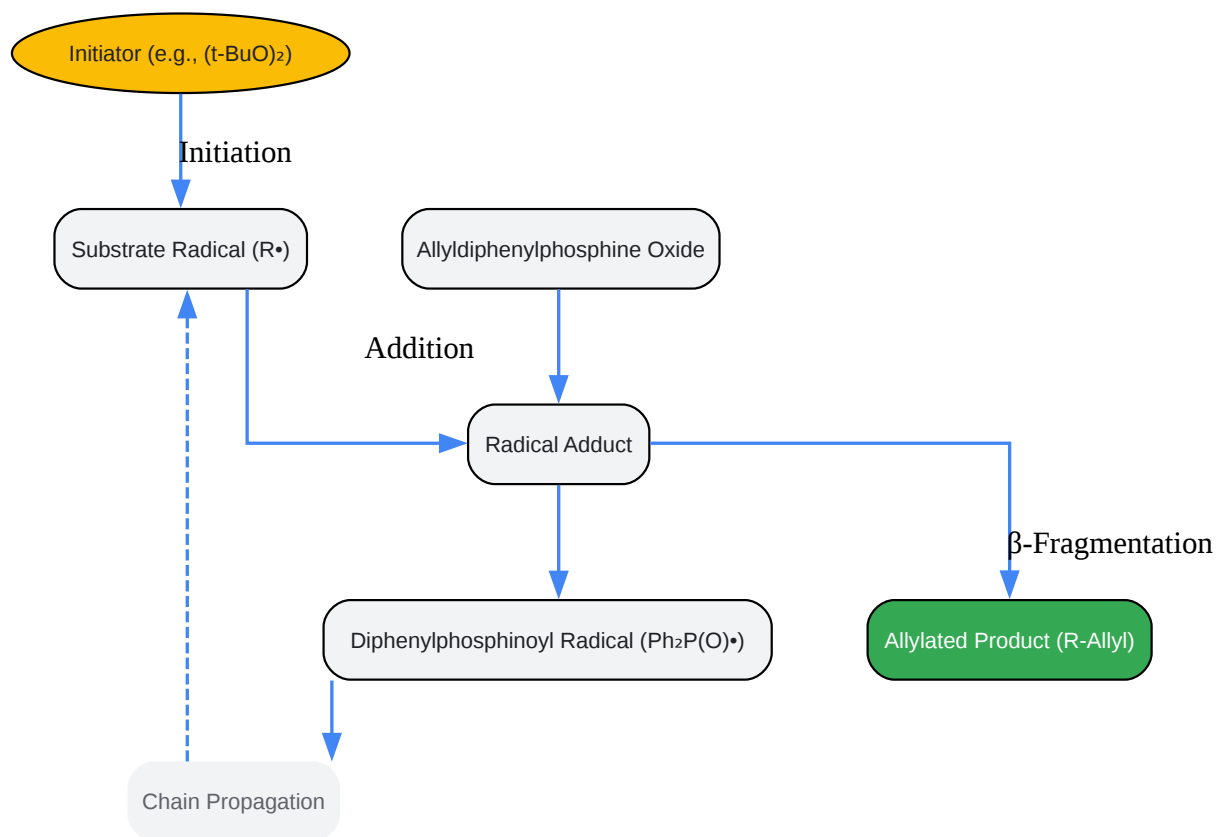 Initiator (e.g., (t-BuO)₂)
Initiation
Substrate Radical (R•)
Allyldiphenylphosphine Oxide
Addition
Radical Adduct
β-Fragmentation
Diphenylphosphinoyl Radical (Ph₂P(O)•)
Allylated Product (R-Allyl)
Chain Propagation